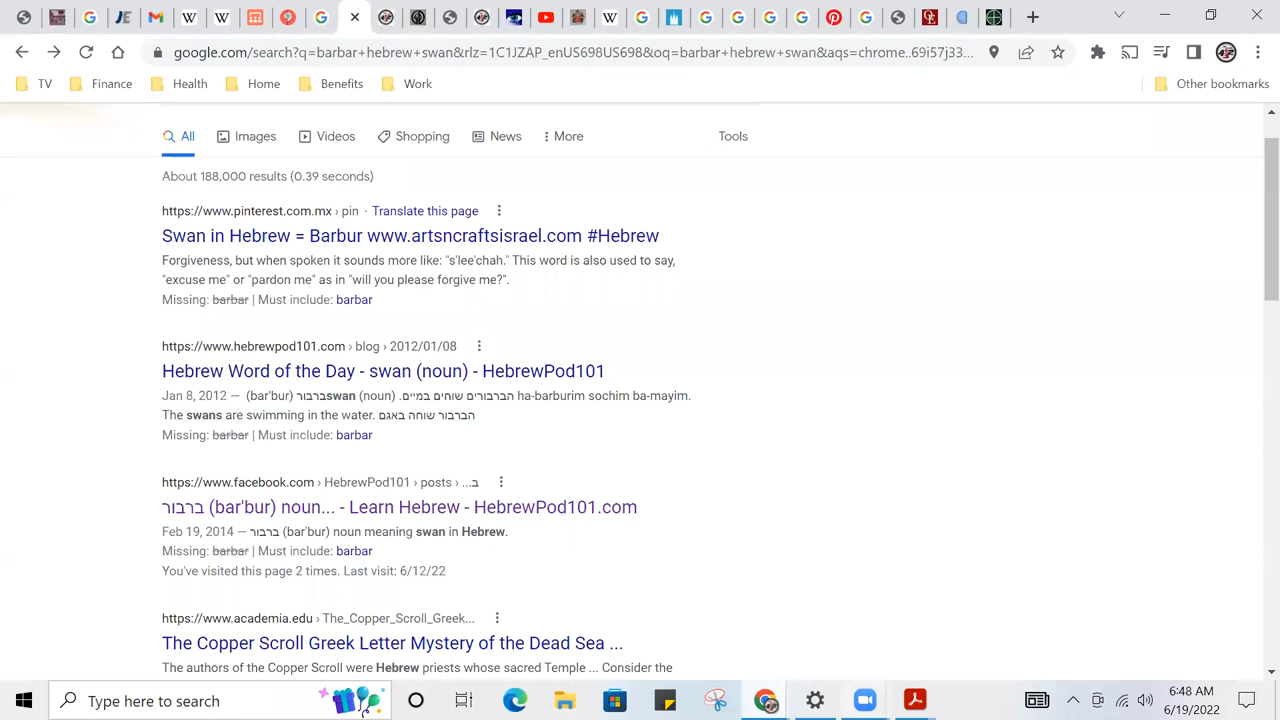 google.com/search?q=barbar+hebrew+swan&rlz=1C1JZAP_enUS698US698&oq=barbar+hebrew+swan&aqs=chrome..69i57j33...
TV Finance Health Home Benefits Work Other bookmarks
All Images Videos Shopping News More Tools
About 188,000 results (0.39 seconds)
https://www.pinterest.com.mx › pin · Translate this page
Swan in Hebrew = Barbur www.artsncraftsisrael.com #Hebrew
Forgiveness, but when spoken it sounds more like: "s'lee'chah." This word is also used to say,
"excuse me" or "pardon me" as in "will you please forgive me?".
Missing: barbar | Must include: barbar
https://www.hebrewpod101.com › blog › 2012/01/08
Hebrew Word of the Day - swan (noun) - HebrewPod101
Jan 8, 2012 — (bar'bur) ברבורswan (noun) .הברבורים שוחים במיים ha-barburim sochim ba-mayim.
The swans are swimming in the water. הברבור שוחה באגם
Missing: barbar | Must include: barbar
https://www.facebook.com › HebrewPod101 › posts › ...ב
ברבור (bar'bur) noun... - Learn Hebrew - HebrewPod101.com
Feb 19, 2014 — ברבור (bar'bur) noun meaning swan in Hebrew.
Missing: barbar | Must include: barbar
You've visited this page 2 times. Last visit: 6/12/22
https://www.academia.edu › The_Copper_Scroll_Greek...
The Copper Scroll Greek Letter Mystery of the Dead Sea ...
The authors of the Copper Scroll were Hebrew priests whose sacred Temple ... Consider the
Type here to search
6:48 AM
6/19/2022